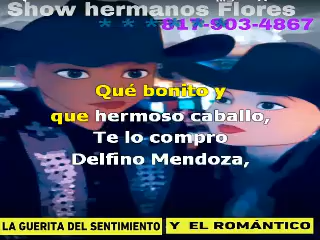 Show hermanos Flores
* * * * * * 817-903-4867
Qué bonito y
que hermoso caballo,
Te lo compro
Delfino Mendoza,
LA GUERITA DEL SENTIMIENTO Y EL ROMÁNTICO